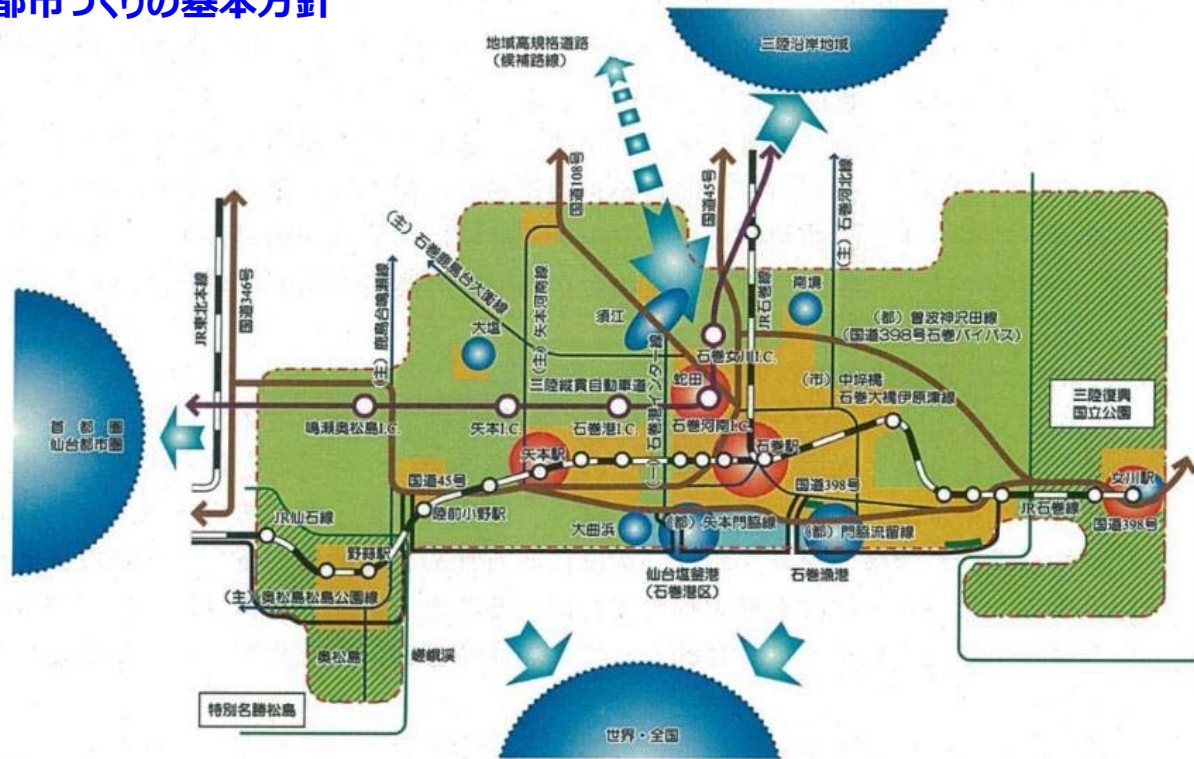 都市づくりの基本方針
地域高規格道路
（候補路線）
三陸沿岸地域
国道108号
国道45号
（主）石巻河北線
JR東北本線
国道346号
（主）鹿島台鳴瀬線
（主）石巻鹿島台大衡線
（主）矢本河南線
JR石巻線
須江
南境
大塩
（都）曽波神沢田線
（国道398号石巻バイパス）
石巻女川I.C.
首都圏
仙台都市圏
三陸縦貫自動車道
（一）石巻港インター線
蛇田
（市）中埣橋
石巻大橋伊原津線
三陸復興
国立公園
鳴瀬奥松島I.C.
矢本I.C.
石巻港I.C.
石巻河南I.C.
矢本駅
石巻駅
女川駅
国道45号
国道398号
陸前小野駅
JR石巻線
国道398号
JR仙石線
大曲浜
（都）矢本門脇線
（都）門脇流留線
野蒜駅
仙台塩釜港
（石巻港区）
石巻漁港
（主）奥松島松島公園線
奥松島
嵯峨渓
特別名勝松島
世界・全国